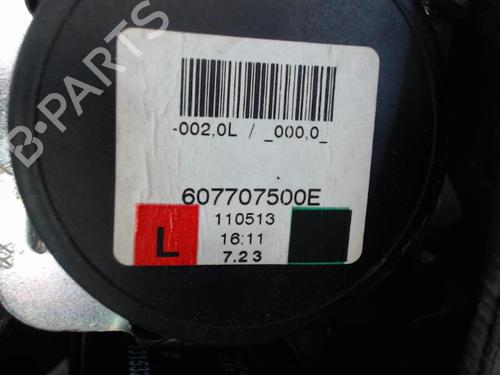 B-PARTS
-002,0L / _000,0_
607707500E
110513
16:11
7.23
L